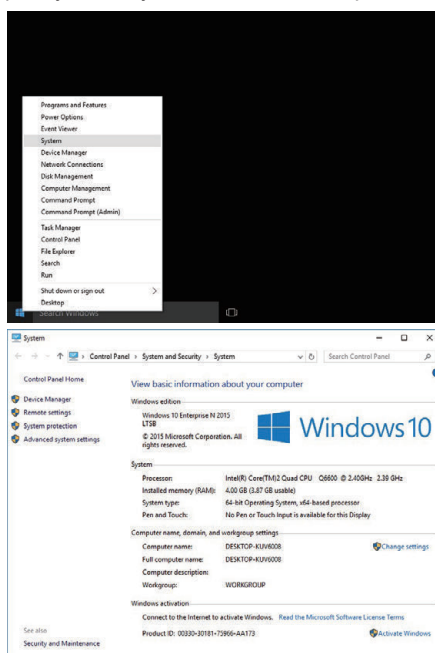 Programs and Features
Power Options
Event Viewer
System
Device Manager
Network Connections
Disk Management
Computer Management
Command Prompt
Command Prompt (Admin)
Task Manager
Control Panel
File Explorer
Search
Run
Shut down or sign out
Desktop
Search Windows
System
Control Panel › System and Security › System
Search Control Panel
Control Panel Home
Device Manager
Remote settings
System protection
Advanced system settings
View basic information about your computer
Windows edition
Windows 10 Enterprise N 2015
LTSB
© 2015 Microsoft Corporation. All
rights reserved.
Windows 10
System
Processor: Intel(R) Core(TM)2 Quad CPU Q6600 @ 2.40GHz 2.39 GHz
Installed memory (RAM): 4.00 GB (3.87 GB usable)
System type: 64-bit Operating System, x64-based processor
Pen and Touch: No Pen or Touch Input is available for this Display
Computer name, domain, and workgroup settings
Computer name: DESKTOP-KUV6008
Change settings
Full computer name: DESKTOP-KUV6008
Computer description:
Workgroup: WORKGROUP
Windows activation
Connect to the Internet to activate Windows. Read the Microsoft Software License Terms
Product ID: 00330-30181-75966-AA173
Activate Windows
See also
Security and Maintenance